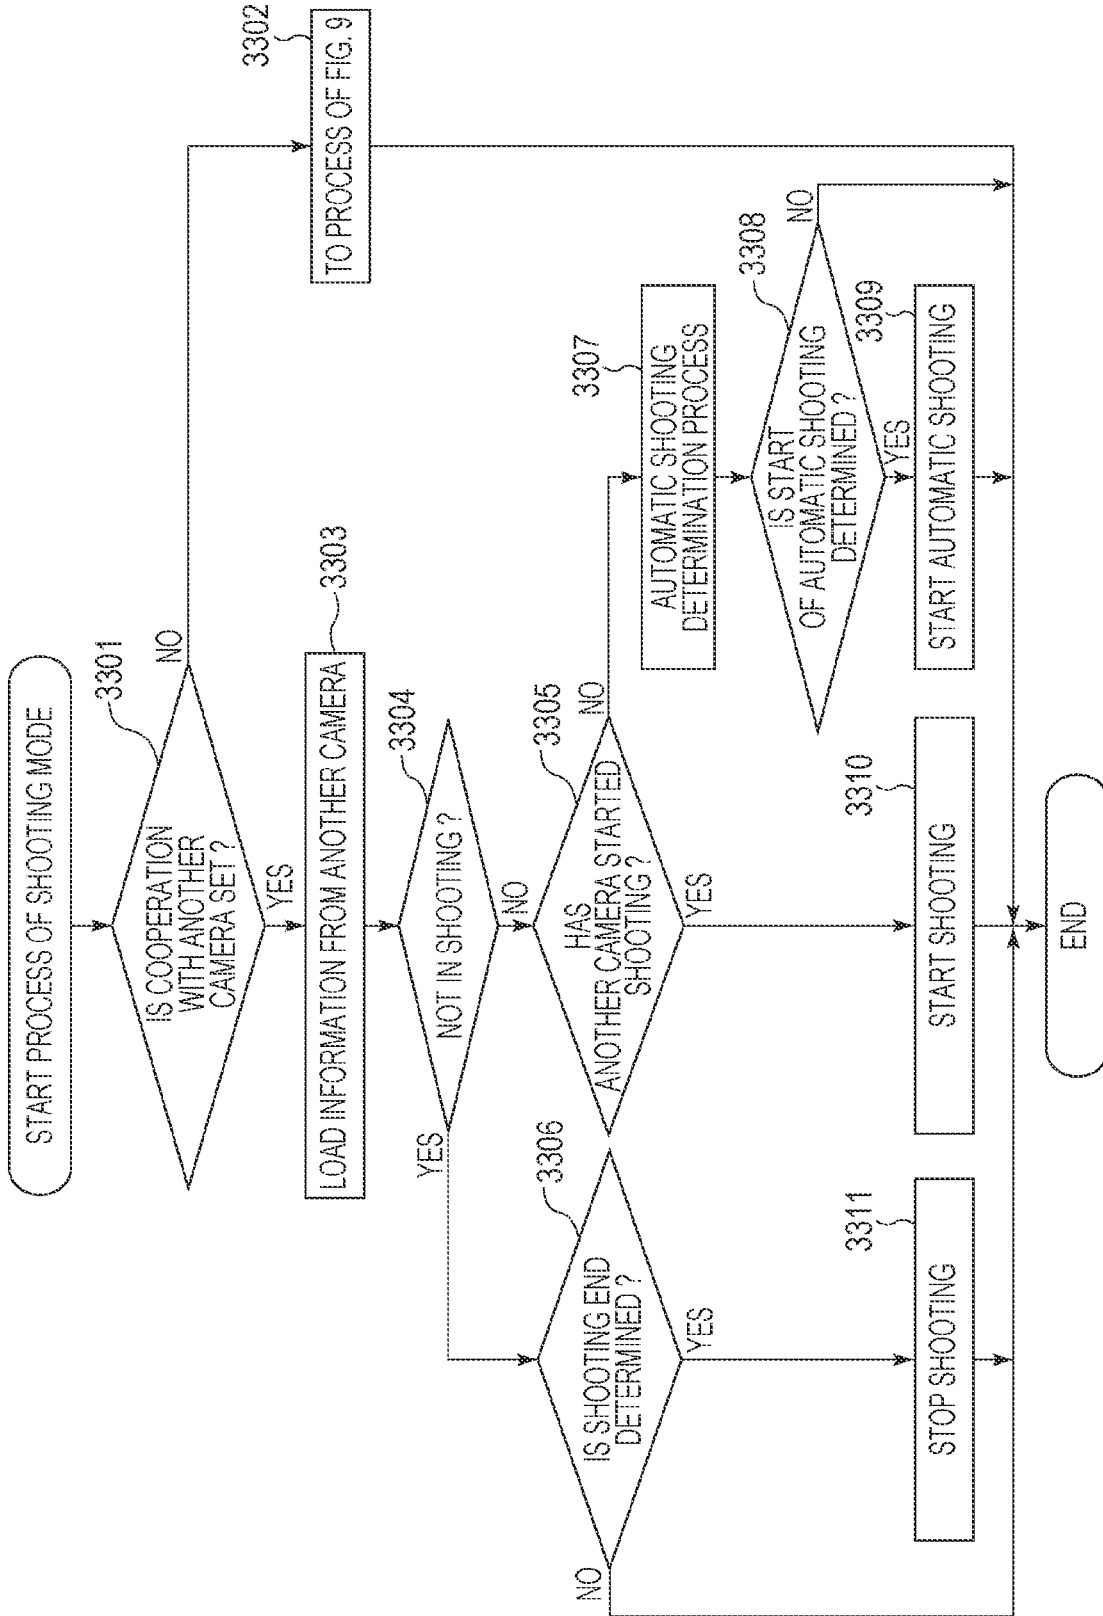 START PROCESS OF SHOOTING MODE
3301
IS COOPERATION
WITH ANOTHER
CAMERA SET ?
NO
YES
3302
TO PROCESS OF FIG. 9
3303
LOAD INFORMATION FROM ANOTHER CAMERA
3304
NOT IN SHOOTING ?
YES
NO
3306
IS SHOOTING END
DETERMINED ?
NO
YES
3305
HAS
ANOTHER CAMERA STARTED
SHOOTING ?
NO
YES
3307
AUTOMATIC SHOOTING
DETERMINATION PROCESS
3308
IS START
OF AUTOMATIC SHOOTING
DETERMINED ?
NO
YES
3311
STOP SHOOTING
3310
START SHOOTING
3309
START AUTOMATIC SHOOTING
END